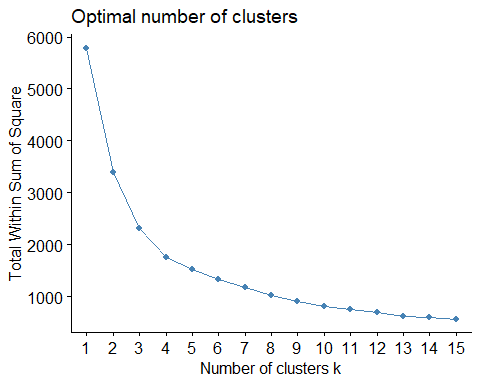 Optimal number of clusters
6000
5000
4000
3000
2000
1000
Total Within Sum of Square
1 2 3 4 5 6 7 8 9 10 11 12 13 14 15
Number of clusters k